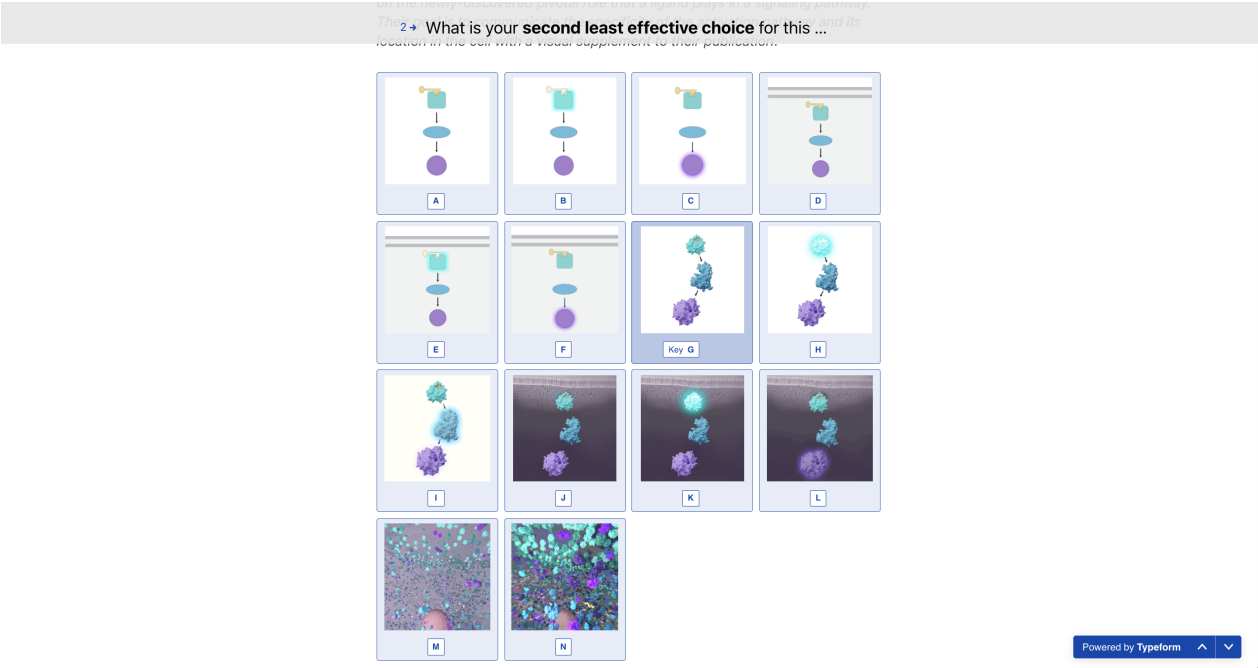 on the newly-discovered pivotal role that a ligand plays in a signaling pathway.
2→ What is your second least effective choice for this ...
location in the cell with a visual supplement to their publication.
A
B
C
D
E
F
Key G
H
I
J
K
L
M
N
Powered by Typeform